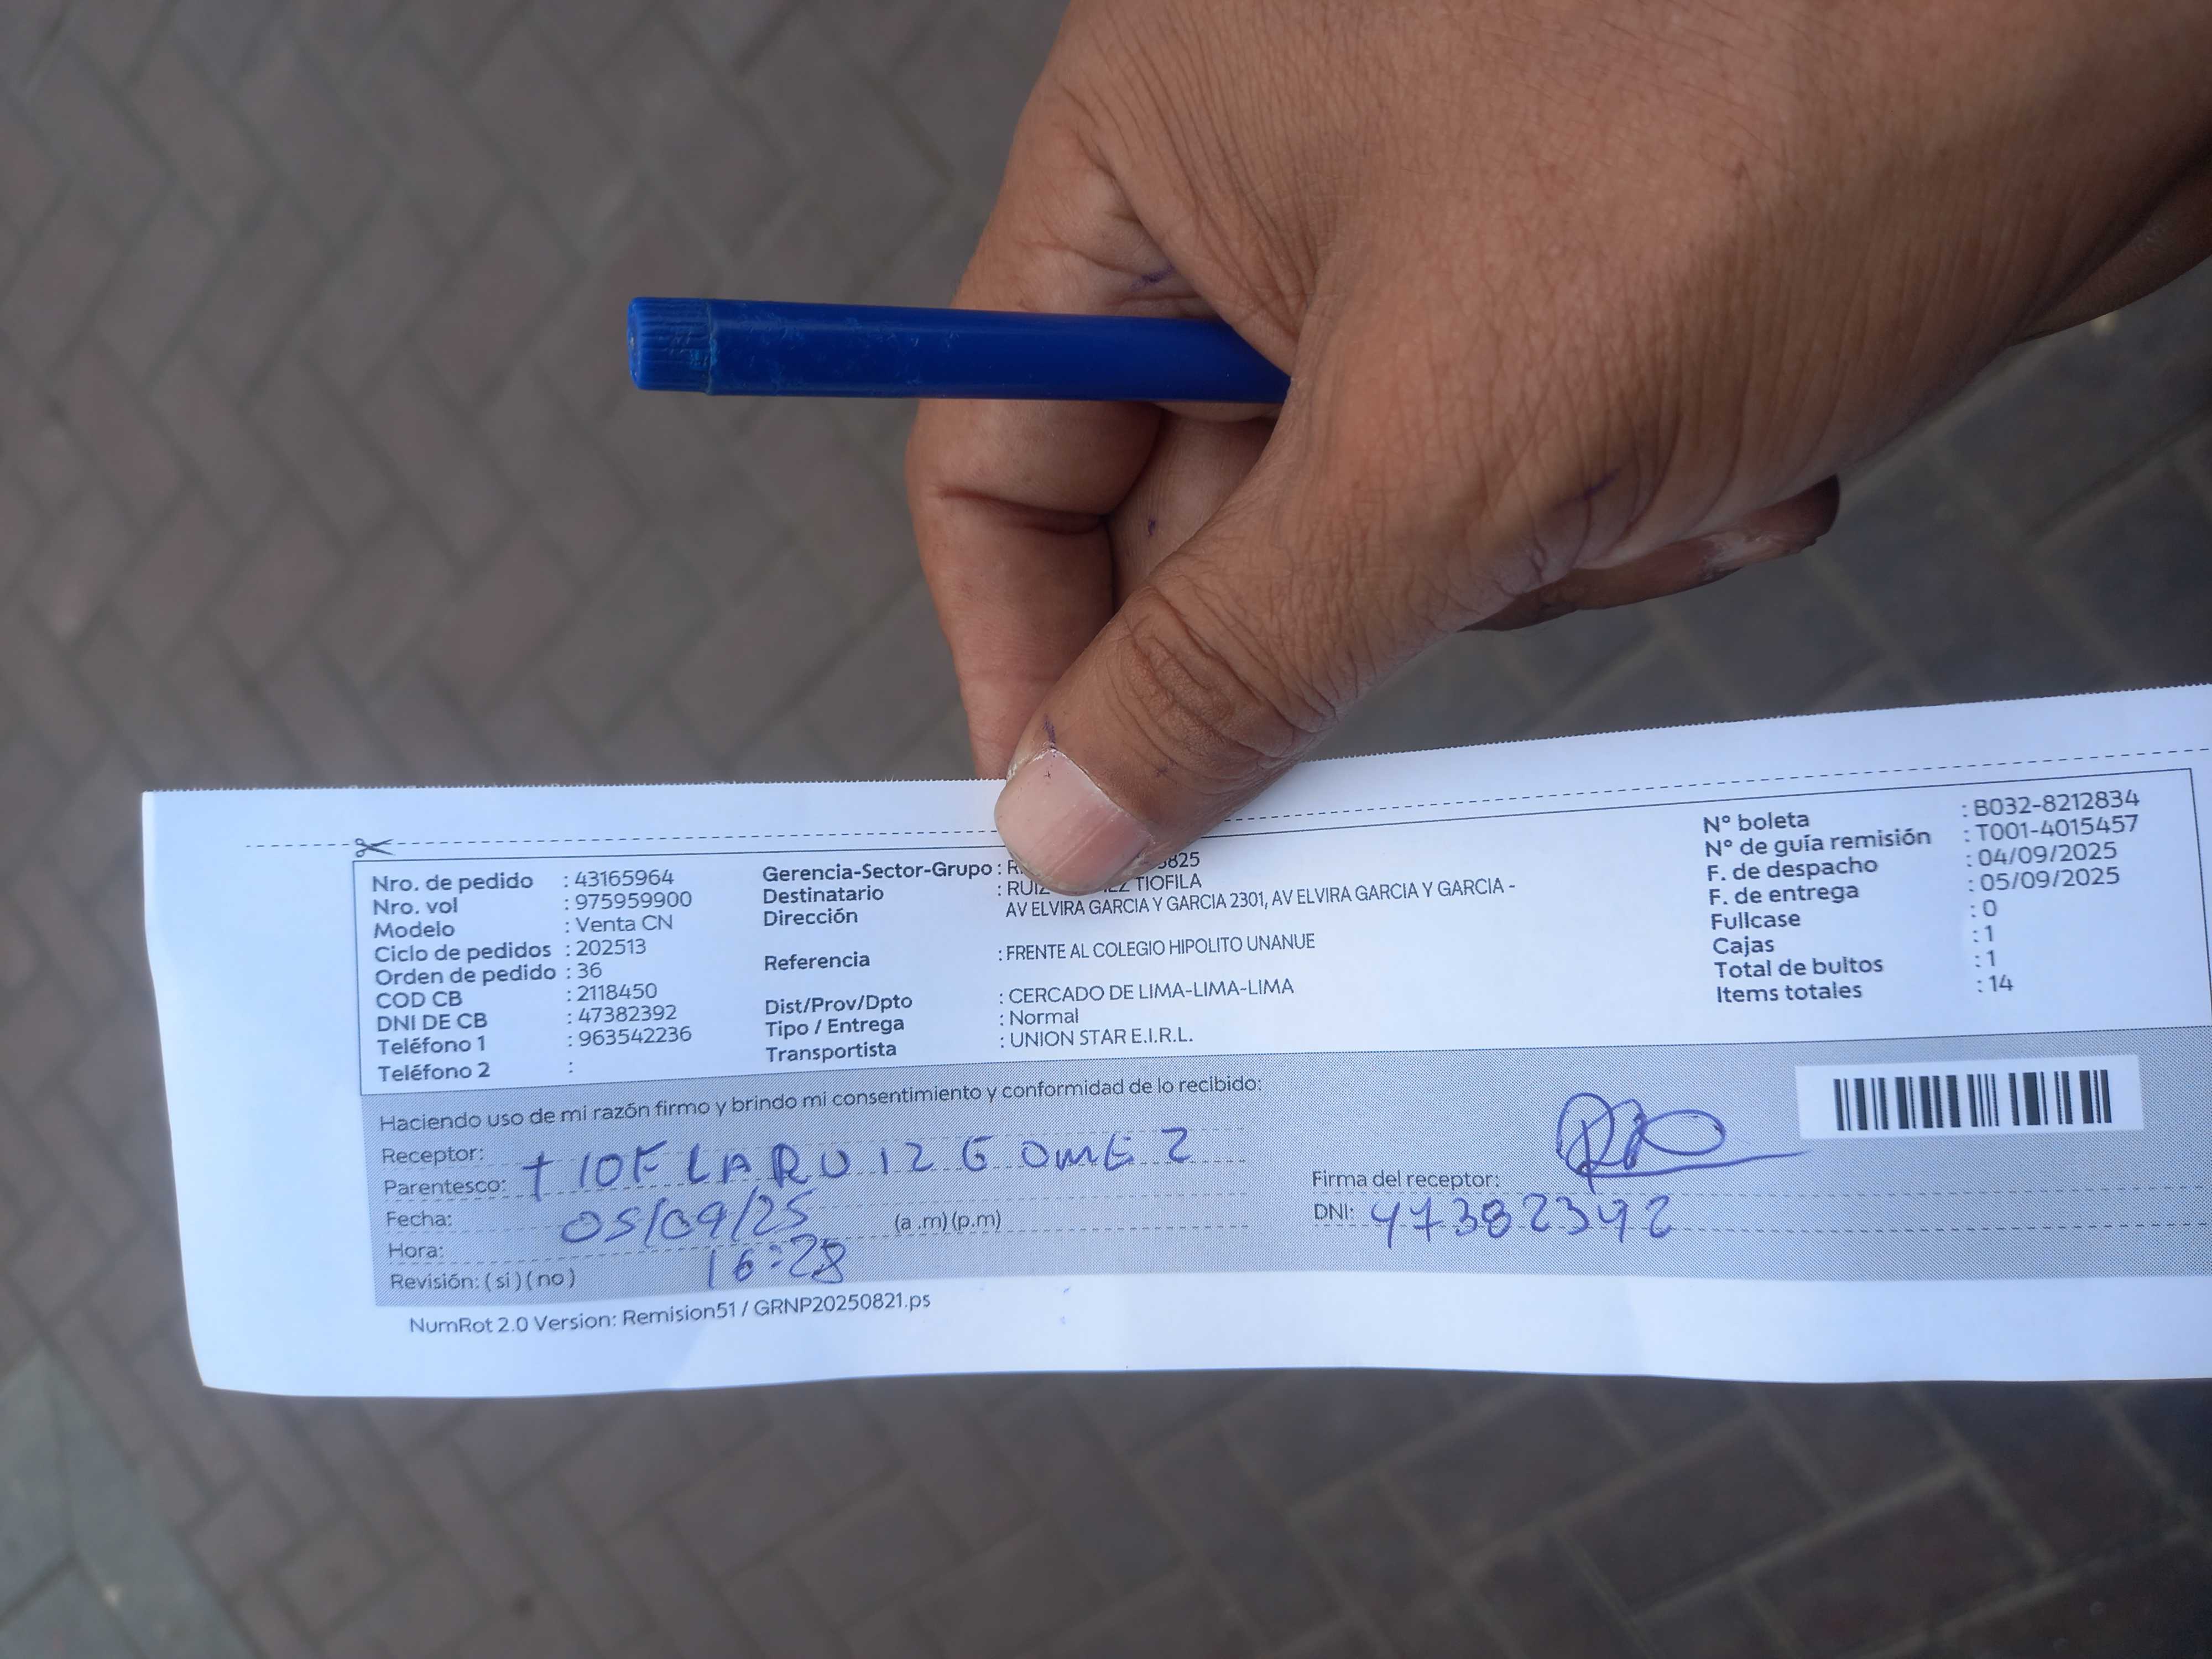 Nro. de pedido : 43165964
Nro. vol : 975959900
Modelo : Venta CN
Ciclo de pedidos : 202513
Orden de pedido : 36
COD CB : 2118450
DNI DE CB : 47382392
Teléfono 1 : 963542236
Teléfono 2 :
Gerencia-Sector-Grupo :
Destinatario : TIOFILA
Dirección AV ELVIRA GARCIA Y GARCIA 2301, AV ELVIRA GARCIA Y GARCIA -
Referencia : FRENTE AL COLEGIO HIPOLITO UNANUE
Dist/Prov/Dpto : CERCADO DE LIMA-LIMA-LIMA
Tipo / Entrega : Normal
Transportista : UNION STAR E.I.R.L.
N° boleta : B032-8212834
N° de guía remisión : T001-4015457
F. de despacho : 04/09/2025
F. de entrega : 05/09/2025
Fullcase : 0
Cajas : 1
Total de bultos : 1
Items totales : 14
Haciendo uso de mi razón firmo y brindo mi consentimiento y conformidad de lo recibido:
Receptor: TIOFLA RUIZ GOMEZ
Parentesco:
Fecha: 05/09/25 (a .m) (p.m)
Hora: 16:28
Revisión: ( si ) ( no )
Firma del receptor:
DNI: 47382392
NumRot 2.0 Version: Remision51 / GRNP20250821.ps